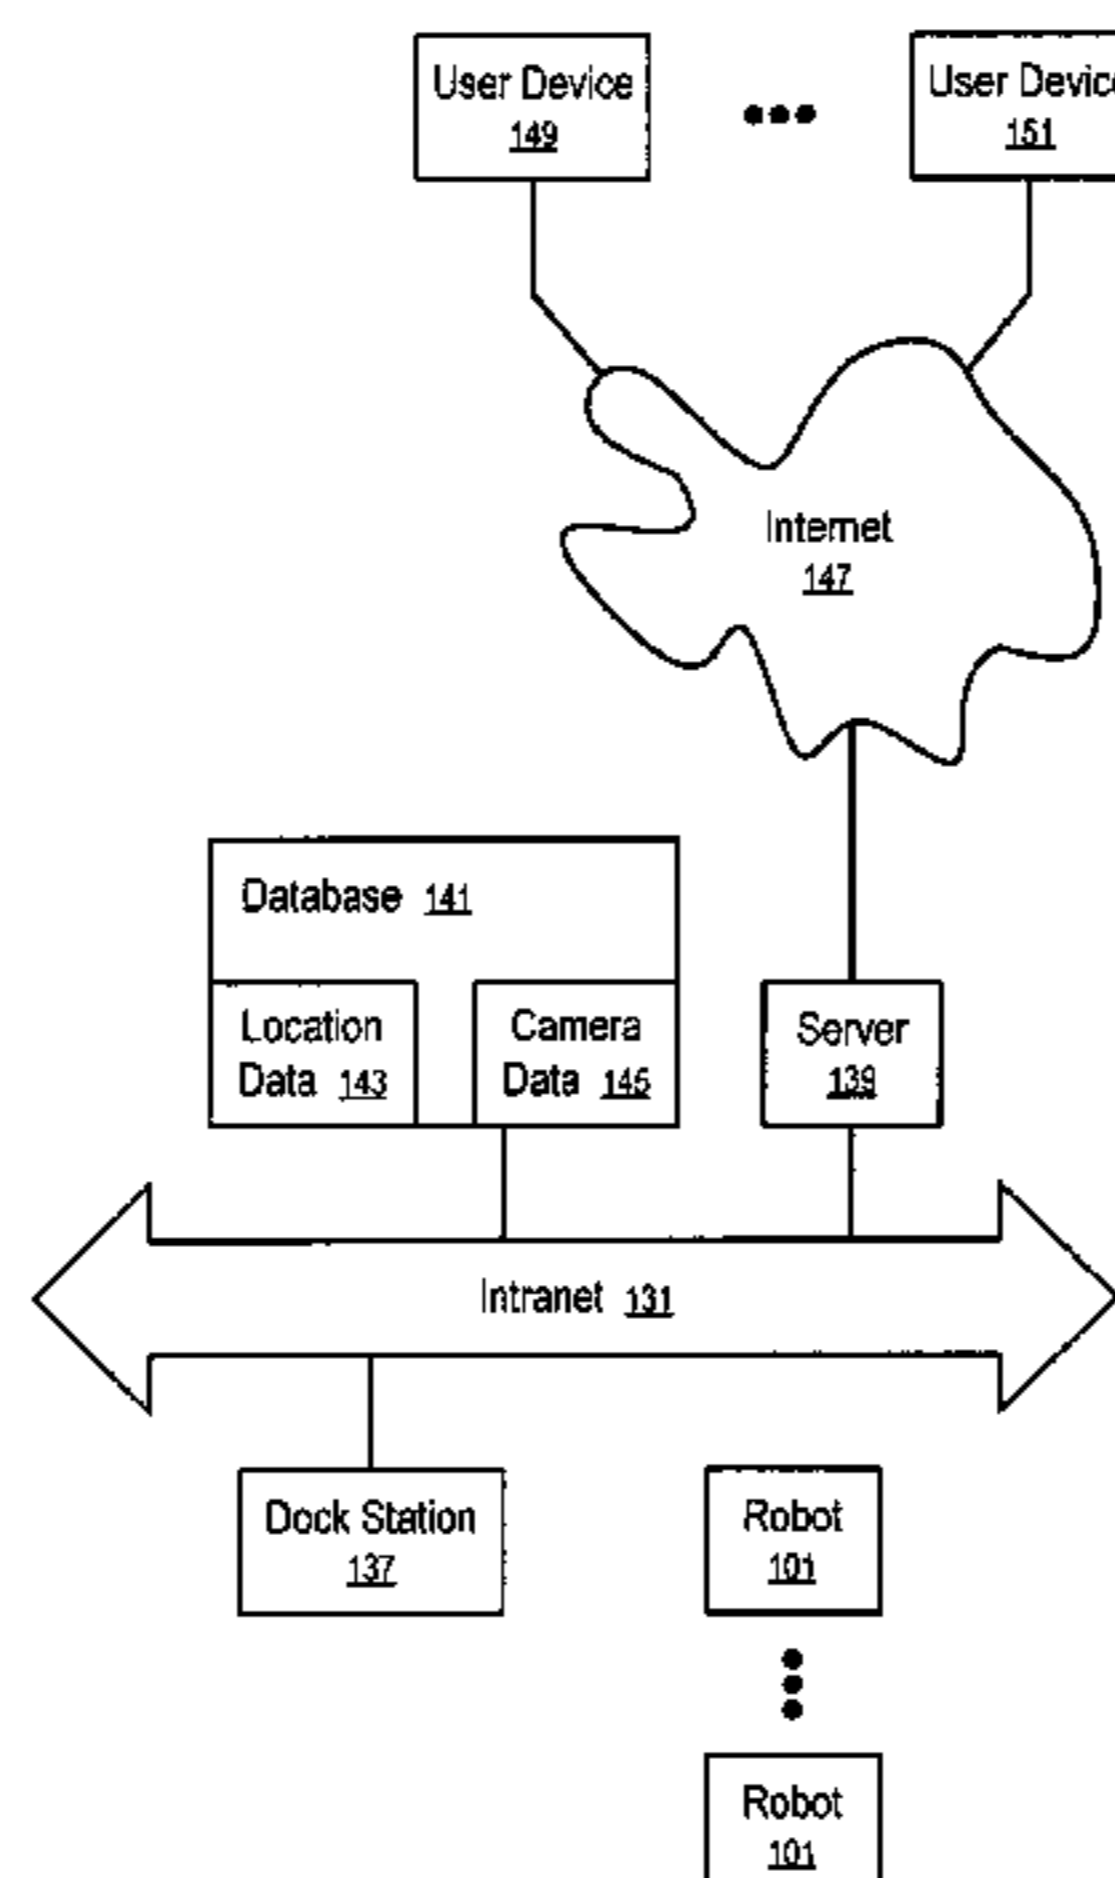 User Device
149
User Device
151
Internet
147
Database 141
Location
Data 143
Camera
Data 145
Server
139
Intranet 131
Dock Station
137
Robot
101
Robot
101